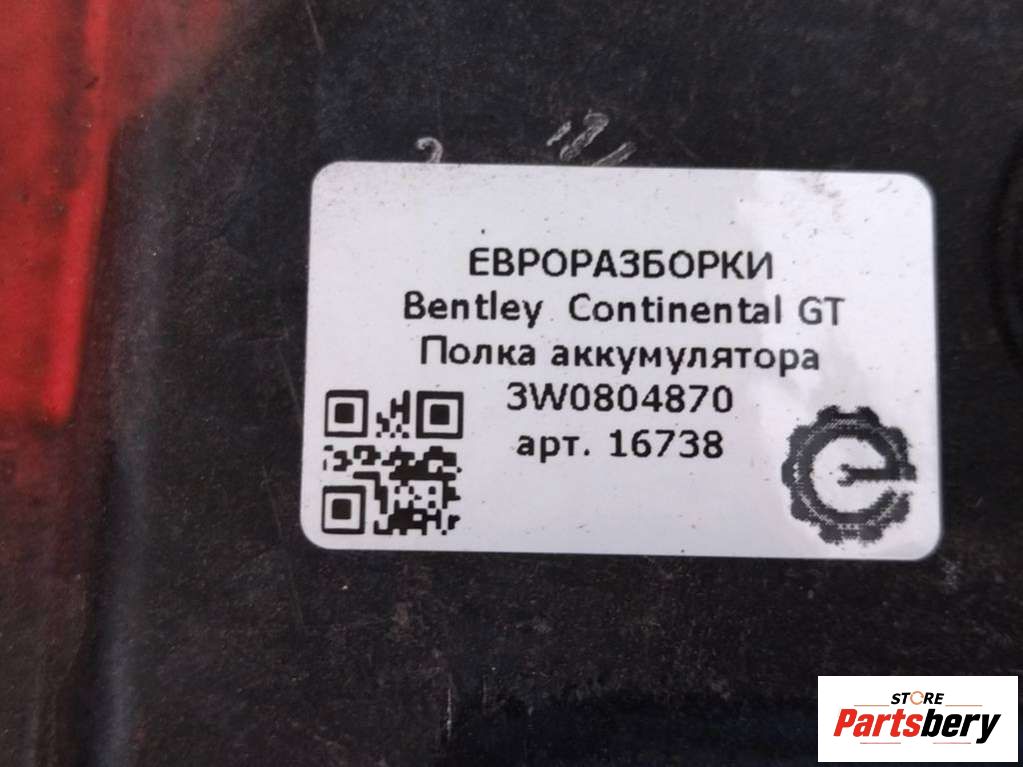 ЕВРОРАЗБОРКИ
Bentley Continental GT
Полка аккумулятора
3W0804870
арт. 16738
STORE
Partsbery